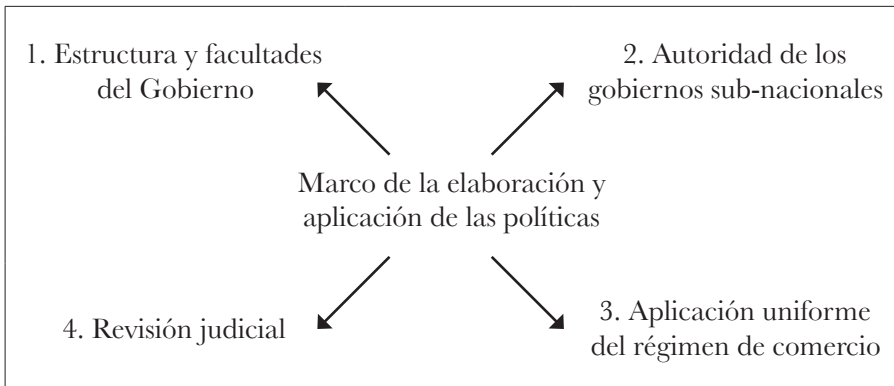 1. Estructura y facultades
del Gobierno
2. Autoridad de los
gobiernos sub-nacionales
Marco de la elaboración y
aplicación de las políticas
4. Revisión judicial
3. Aplicación uniforme
del régimen de comercio